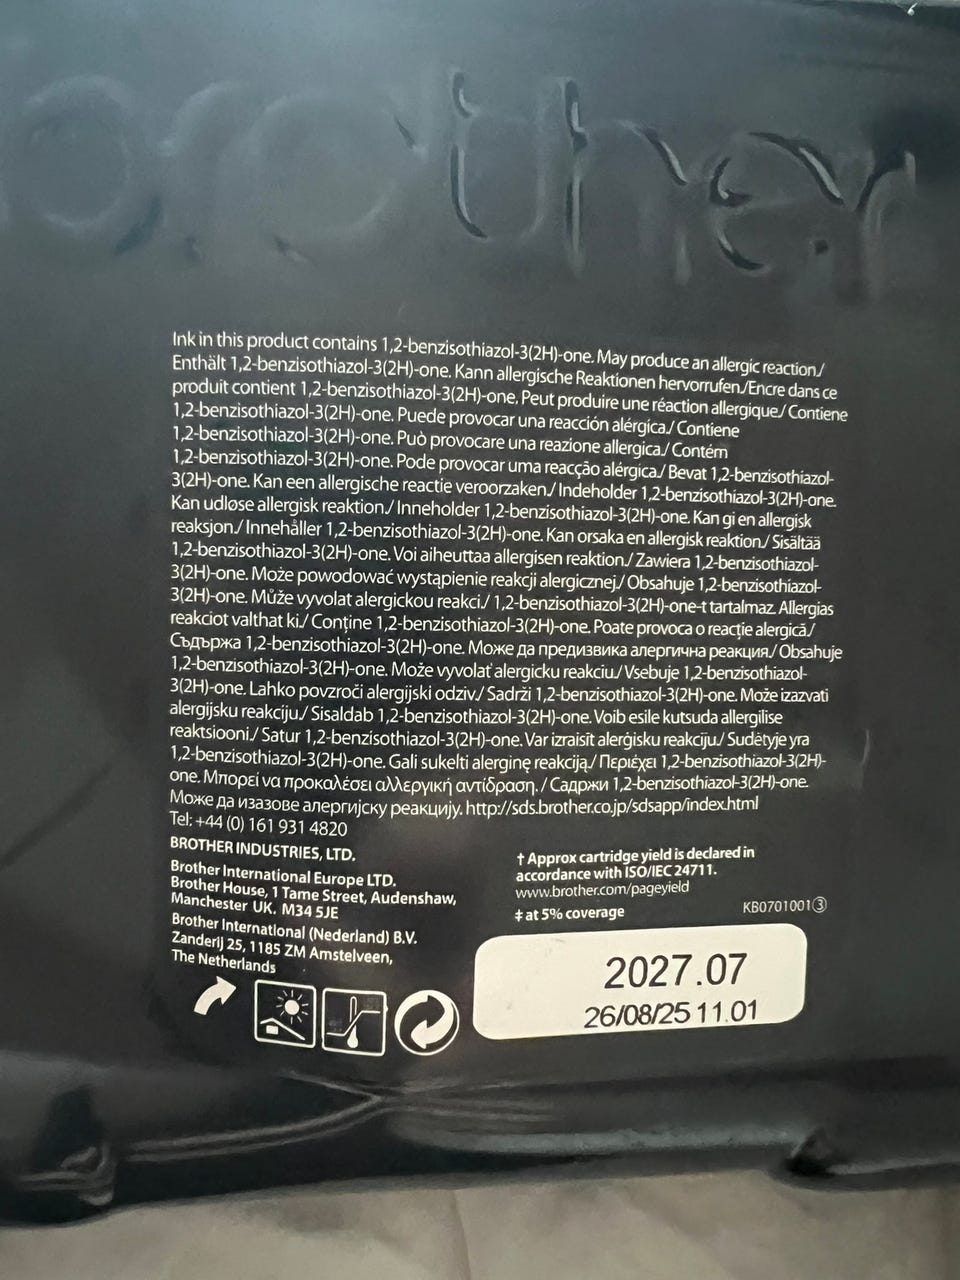 brother
Ink in this product contains 1,2-benzisothiazol-3(2H)-one. May produce an allergic reaction./
Enthält 1,2-benzisothiazol-3(2H)-one. Kann allergische Reaktionen hervorrufen./Encre dans ce
produit contient 1,2-benzisothiazol-3(2H)-one. Peut produire une réaction allergique./ Contiene
1,2-benzisothiazol-3(2H)-one. Puede provocar una reacción alérgica./ Contiene
1,2-benzisothiazol-3(2H)-one. Può provocare una reazione allergica./ Contém
1,2-benzisothiazol-3(2H)-one. Pode provocar uma reacção alérgica./ Bevat 1,2-benzisothiazol-
3(2H)-one. Kan een allergische reactie veroorzaken./ Indeholder 1,2-benzisothiazol-3(2H)-one.
Kan udløse allergisk reaktion./ Inneholder 1,2-benzisothiazol-3(2H)-one. Kan gi en allergisk
reaksjon./ Innehåller 1,2-benzisothiazol-3(2H)-one. Kan orsaka en allergisk reaktion./ Sisältää
1,2-benzisothiazol-3(2H)-one. Voi aiheuttaa allergisen reaktion./ Zawiera 1,2-benzisothiazol-
3(2H)-one. Może powodować wystąpienie reakcji alergicznej./ Obsahuje 1,2-benzisothiazol-
3(2H)-one. Může vyvolat alergickou reakci./ 1,2-benzisothiazol-3(2H)-one-t tartalmaz. Allergias
reakciot valthat ki./ Conține 1,2-benzisothiazol-3(2H)-one. Poate provoca o reacție alergică./
Съдържа 1,2-benzisothiazol-3(2H)-one. Може да предизвика алергична реакция./ Obsahuje
1,2-benzisothiazol-3(2H)-one. Može vyvolať alergicku reakciu./ Vsebuje 1,2-benzisothiazol-
3(2H)-one. Lahko povzroči alergijski odziv./ Sadrži 1,2-benzisothiazol-3(2H)-one. Može izazvati
alergijsku reakciju./ Sisaldab 1,2-benzisothiazol-3(2H)-one. Voib esile kutsuda allergilise
reaktsiooni./ Satur 1,2-benzisothiazol-3(2H)-one. Var izraisīt alerģisku reakciju./ Sudėtyje yra
1,2-benzisothiazol-3(2H)-one. Gali sukelti alerginę reakciją./ Περιέχει 1,2-benzisothiazol-3(2H)-
one. Μπορεί να προκαλέσει αλλεργική αντίδραση. / Садржи 1,2-benzisothiazol-3(2H)-one.
Може да изазове алергијску реакцију. http://sds.brother.co.jp/sdsapp/index.html
Tel: +44 (0) 161 931 4820
BROTHER INDUSTRIES, LTD.
Brother International Europe LTD.
Brother House, 1 Tame Street, Audenshaw,
Manchester UK. M34 5JE
Brother International (Nederland) B.V.
Zanderij 25, 1185 ZM Amstelveen,
The Netherlands
† Approx cartridge yield is declared in
accordance with ISO/IEC 24711.
www.brother.com/pageyield
‡ at 5% coverage
KB0701001③
2027.07
26/08/25 11.01